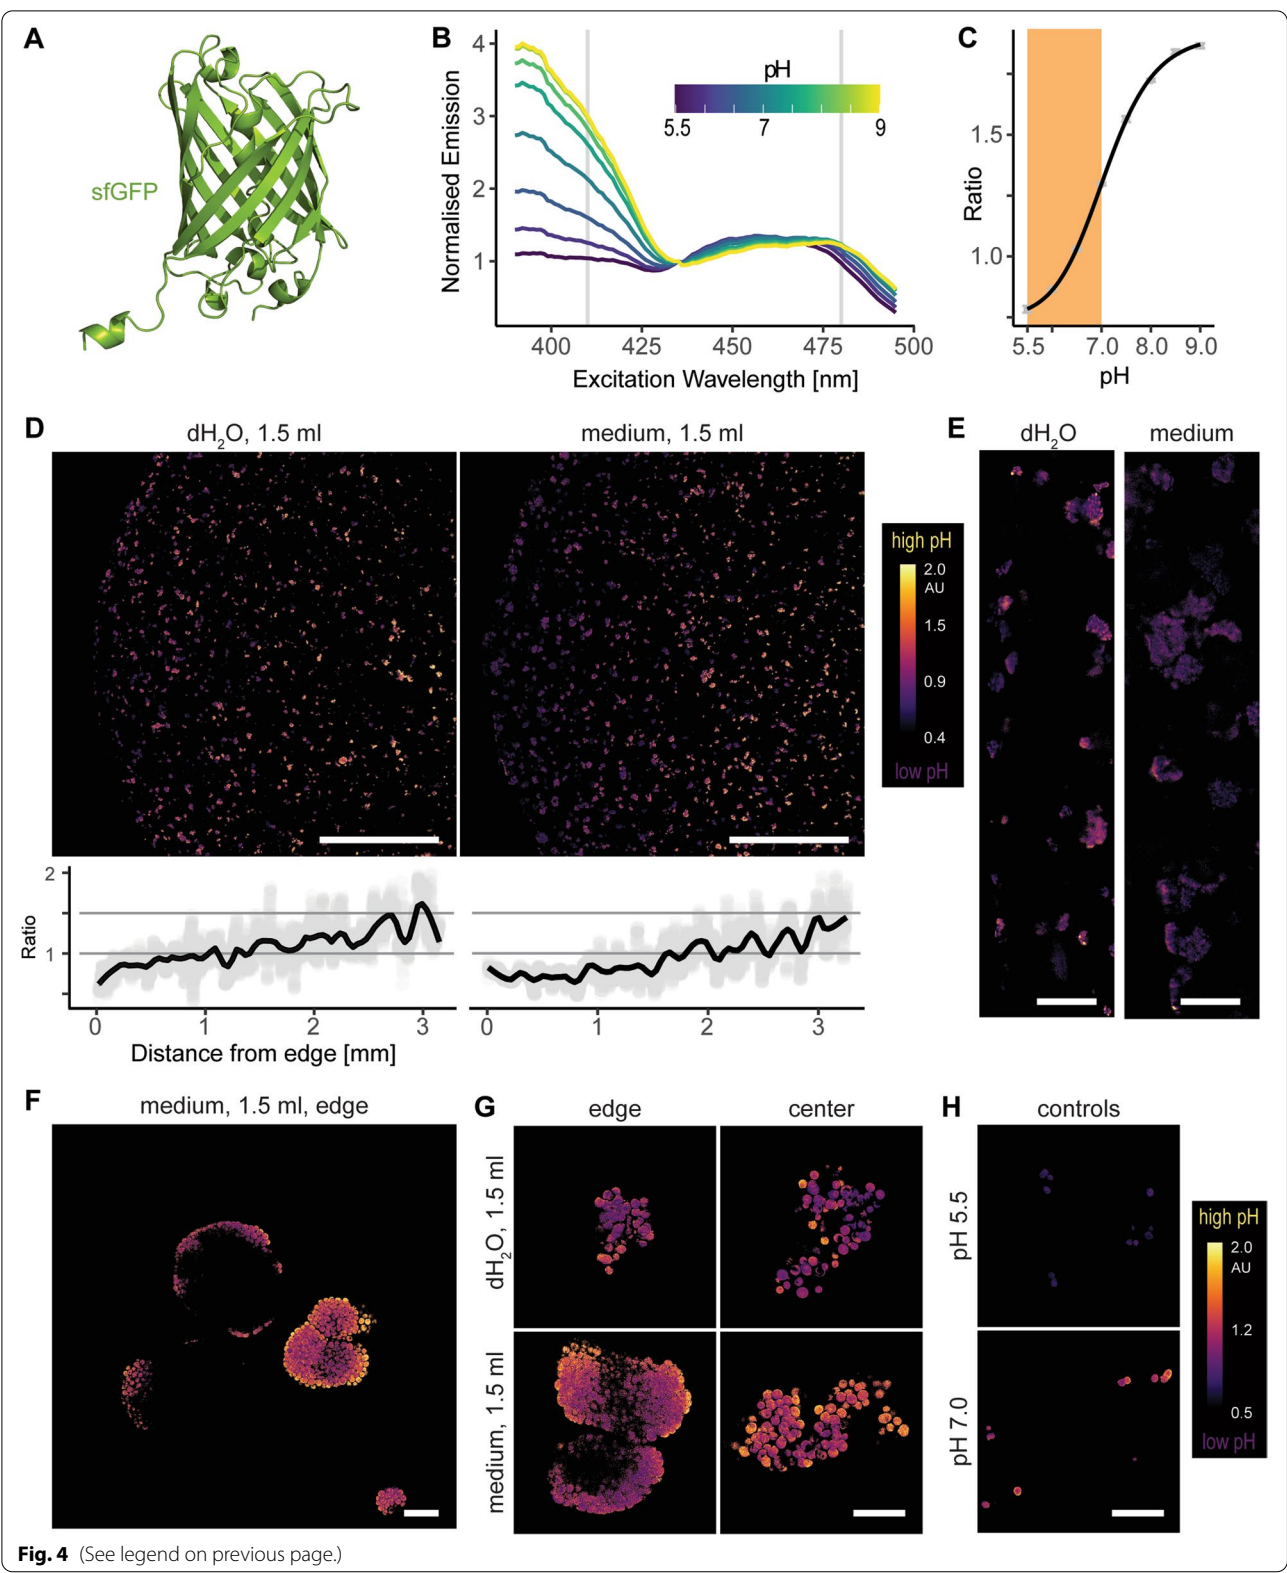 A
sfGFP
B
Normalised Emission
4
3
2
1
pH
5.5 7 9
400 425 450 475 500
Excitation Wavelength [nm]
C
Ratio
1.5
1.0
5.5 7.0 8.0 9.0
pH
D
dH2O, 1.5 ml
medium, 1.5 ml
high pH
2.0
AU
1.5
0.9
0.4
low pH
E
dH2O
medium
Ratio
2
1
0 1 2 3
0 1 2 3
Distance from edge [mm]
F
medium, 1.5 ml, edge
G
edge
center
dH2O, 1.5 ml
medium, 1.5 ml
H
controls
pH 5.5
pH 7.0
high pH
2.0
AU
1.2
0.5
low pH
Fig. 4 (See legend on previous page.)